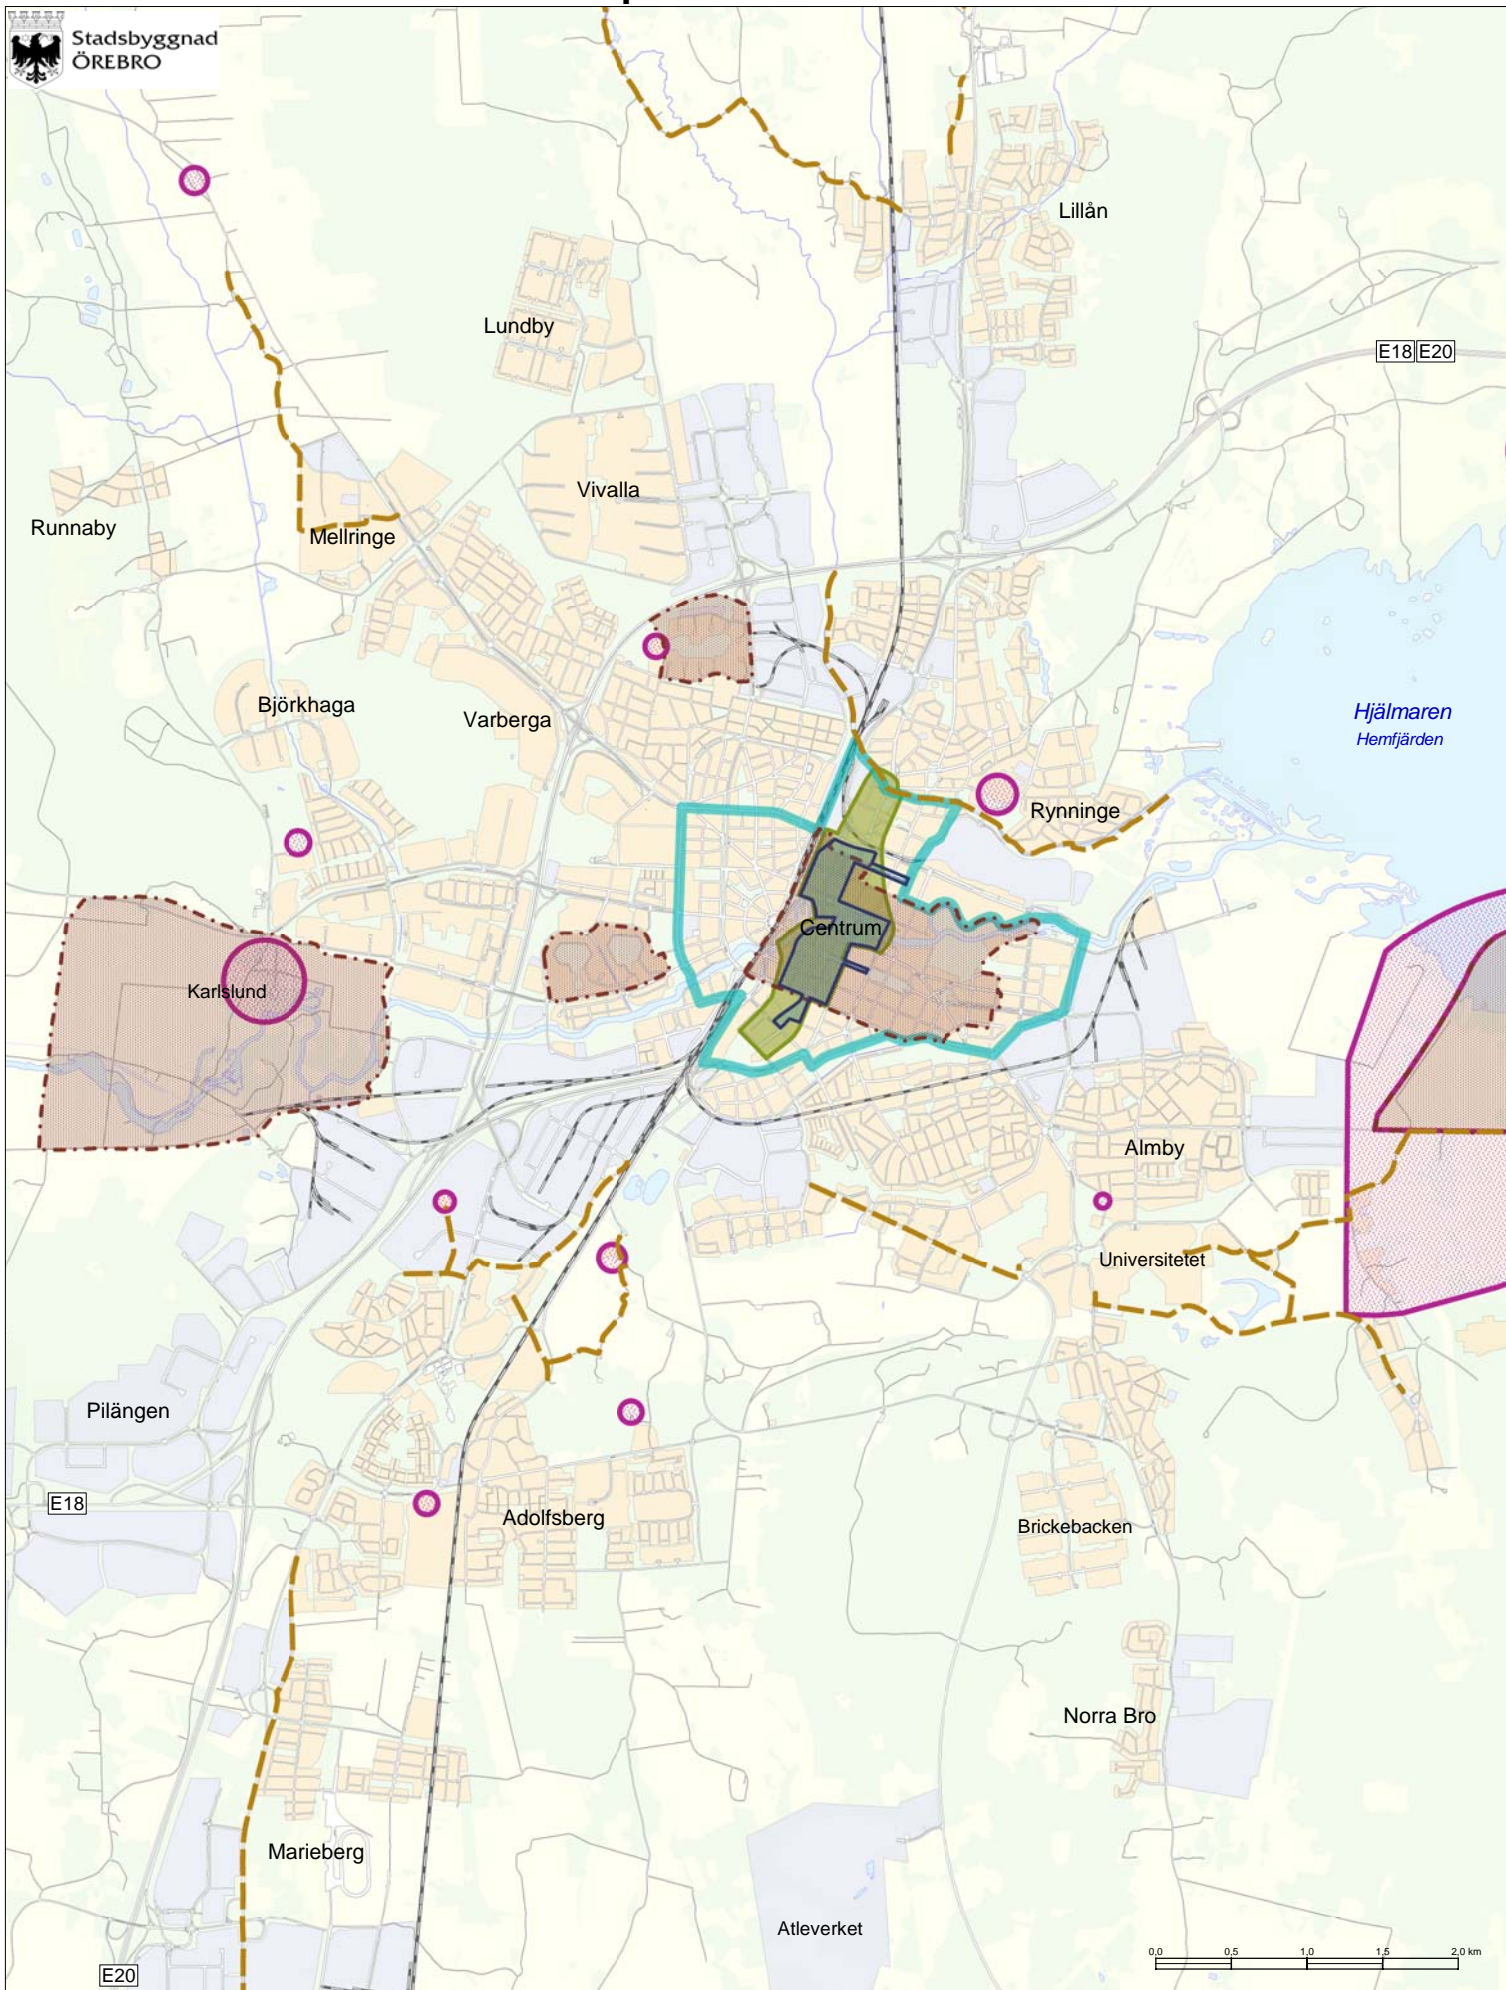 Stadsbyggnad
ÖREBRO
Lillån
Lundby
E18 E20
Vivalla
Runnaby
Mellringe
Björkhaga
Varberga
Hjälmaren
Hemfjärden
Rynninge
Centrum
Karlslund
Almby
Universitetet
Pilängen
E18
Adolfsberg
Brickebacken
Norra Bro
Marieberg
Atleverket
0,0 0,5 1,0 1,5 2,0 km
E20